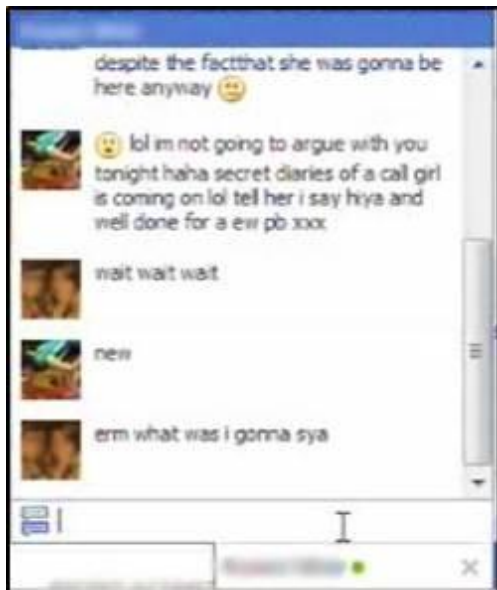 despite the factthat she was gonna be
here anyway
lol im not going to argue with you
tonight haha secret diaries of a call girl
is coming on lol tell her i say hiya and
well done for a ew pb xxx
wait wait wait
new
erm what was i gonna sya